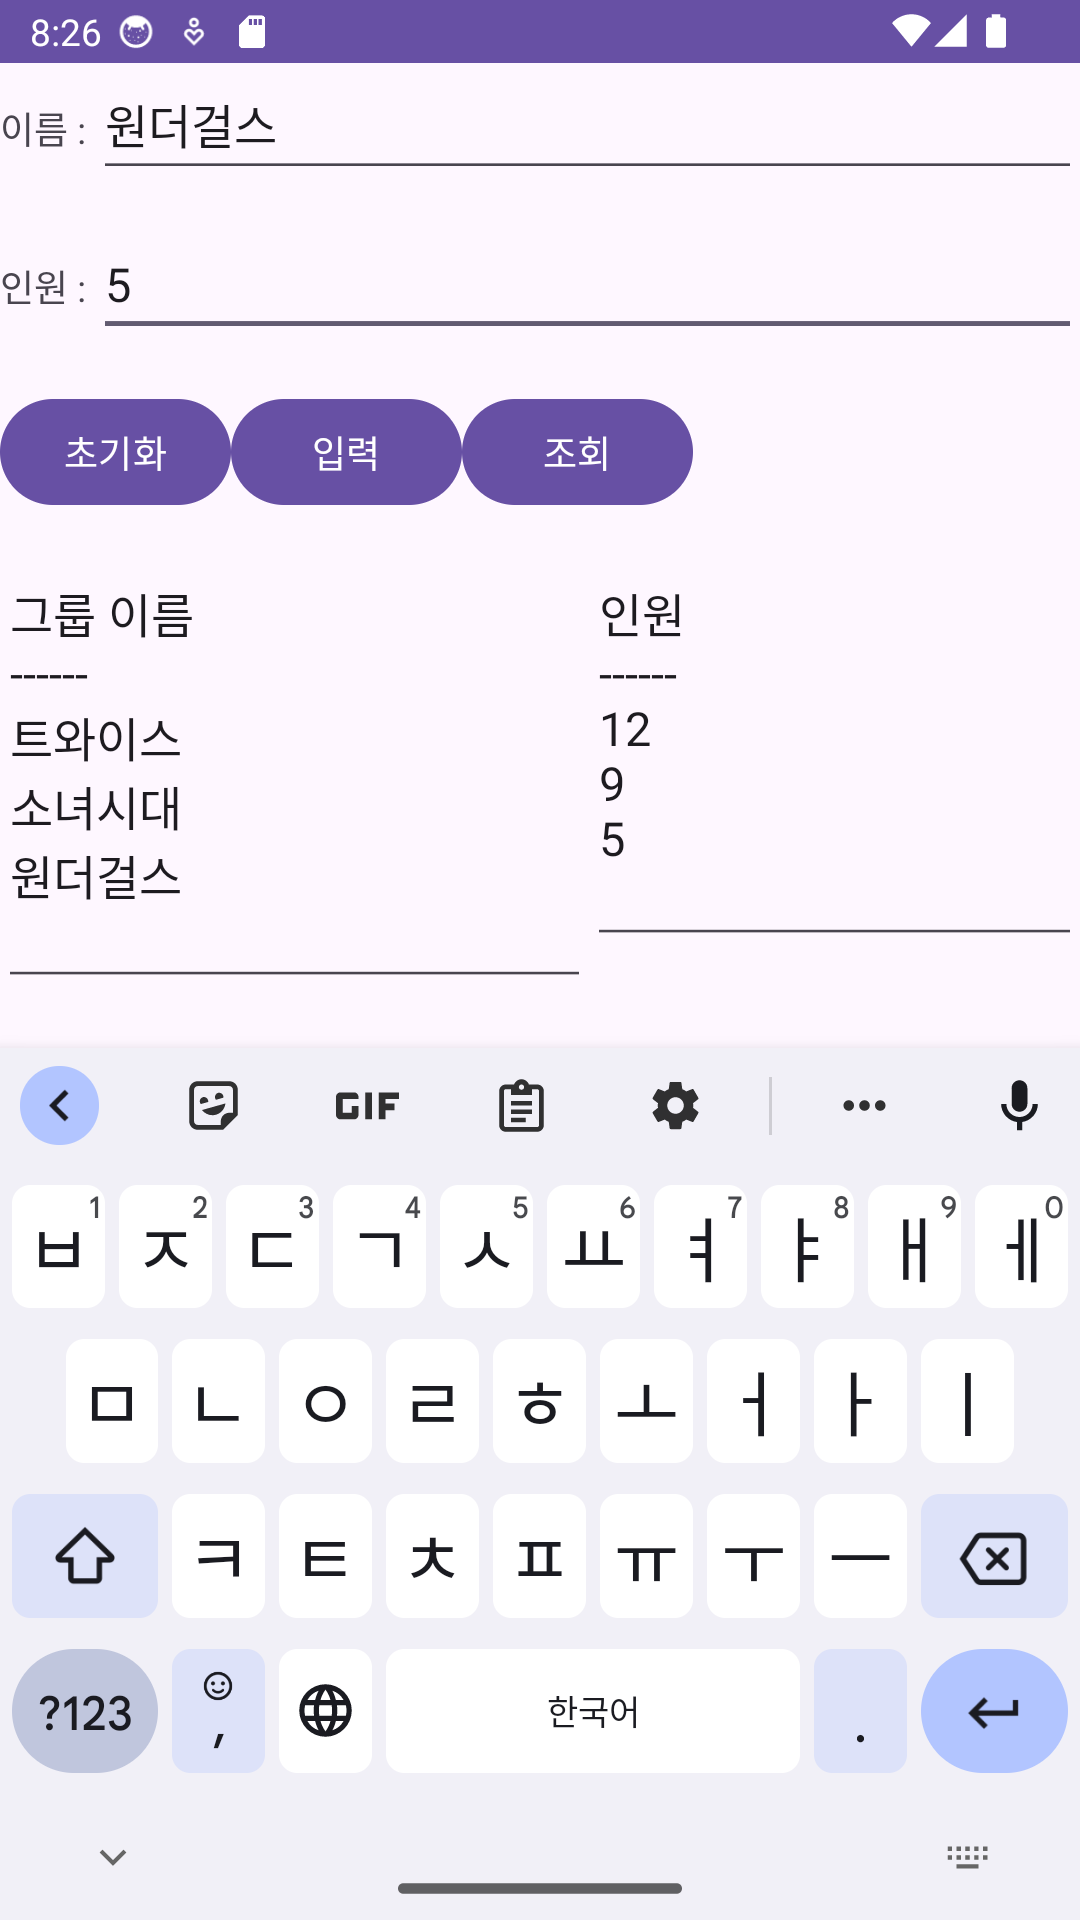 8:26
이름 : 원더걸스
인원 : 5
초기화 입력 조회
그룹 이름 인원
------ ------
트와이스 12
소녀시대 9
원더걸스 5
GIF
1 2 3 4 5 6 7 8 9 0
ㅂ ㅈ ㄷ ㄱ ㅅ ㅛ ㅕ ㅑ ㅐ ㅔ
ㅁ ㄴ ㅇ ㄹ ㅎ ㅗ ㅓ ㅏ ㅣ
ㅋ ㅌ ㅊ ㅍ ㅠ ㅜ ㅡ
?123 , 한국어 .